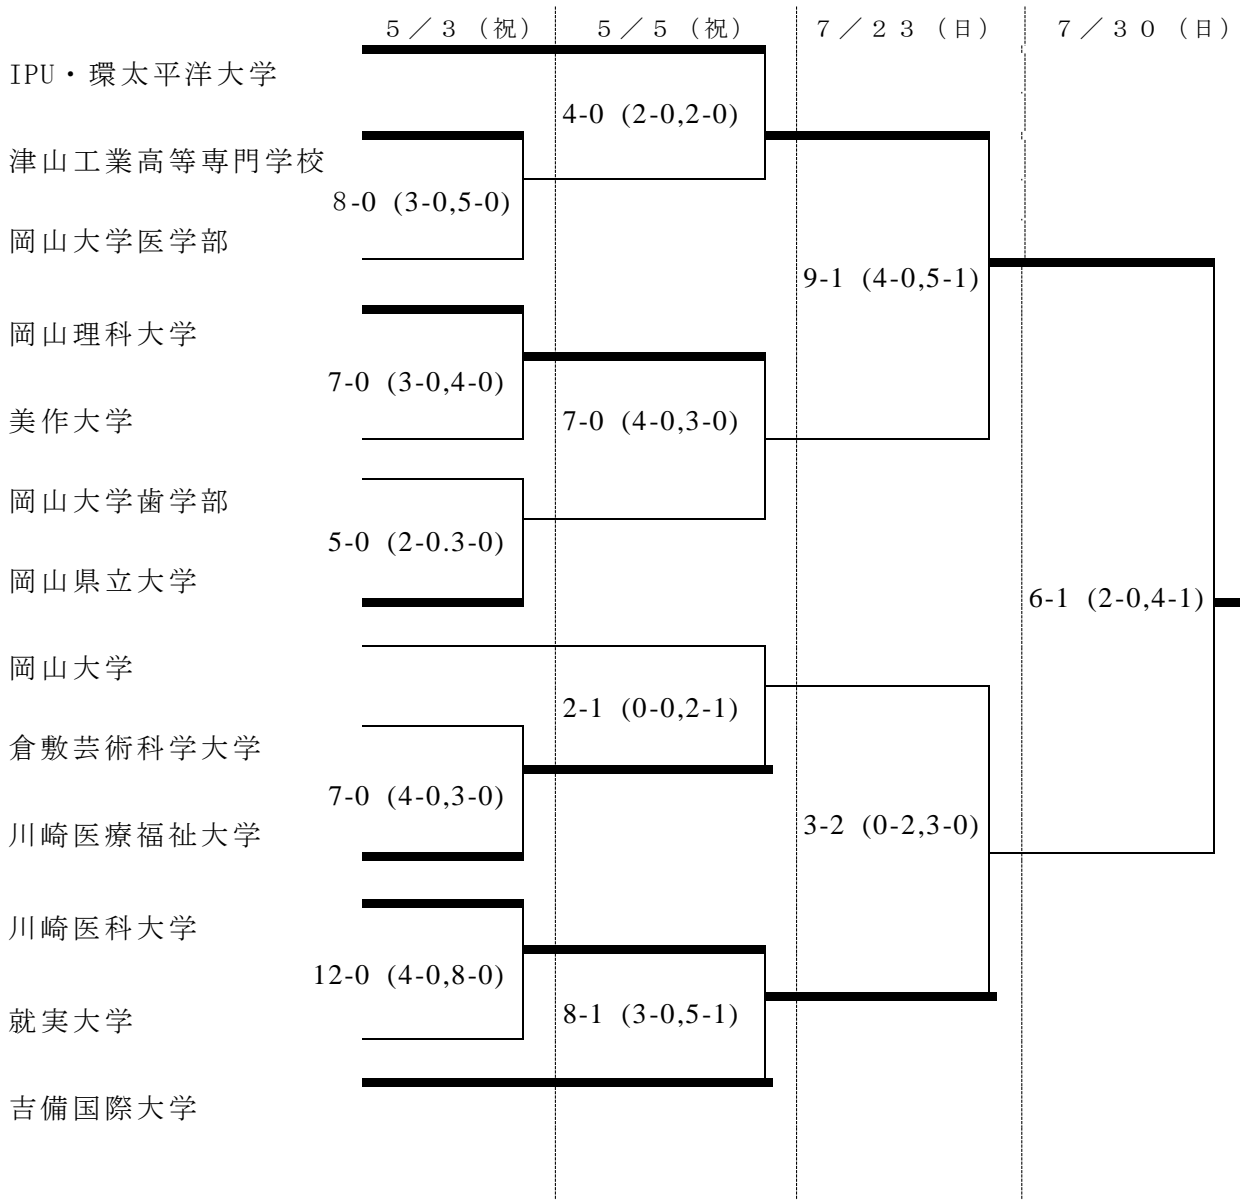 ５／３（祝） ５／５（祝） ７／２３（日） ７／３０（日）
IPU・環太平洋大学
4-0 (2-0,2-0)
津山工業高等専門学校
8-0 (3-0,5-0)
岡山大学医学部
9-1 (4-0,5-1)
岡山理科大学
7-0 (3-0,4-0)
美作大学
7-0 (4-0,3-0)
岡山大学歯学部
5-0 (2-0.3-0)
岡山県立大学
6-1 (2-0,4-1)
岡山大学
2-1 (0-0,2-1)
倉敷芸術科学大学
7-0 (4-0,3-0)
川崎医療福祉大学
3-2 (0-2,3-0)
川崎医科大学
12-0 (4-0,8-0)
就実大学
8-1 (3-0,5-1)
吉備国際大学